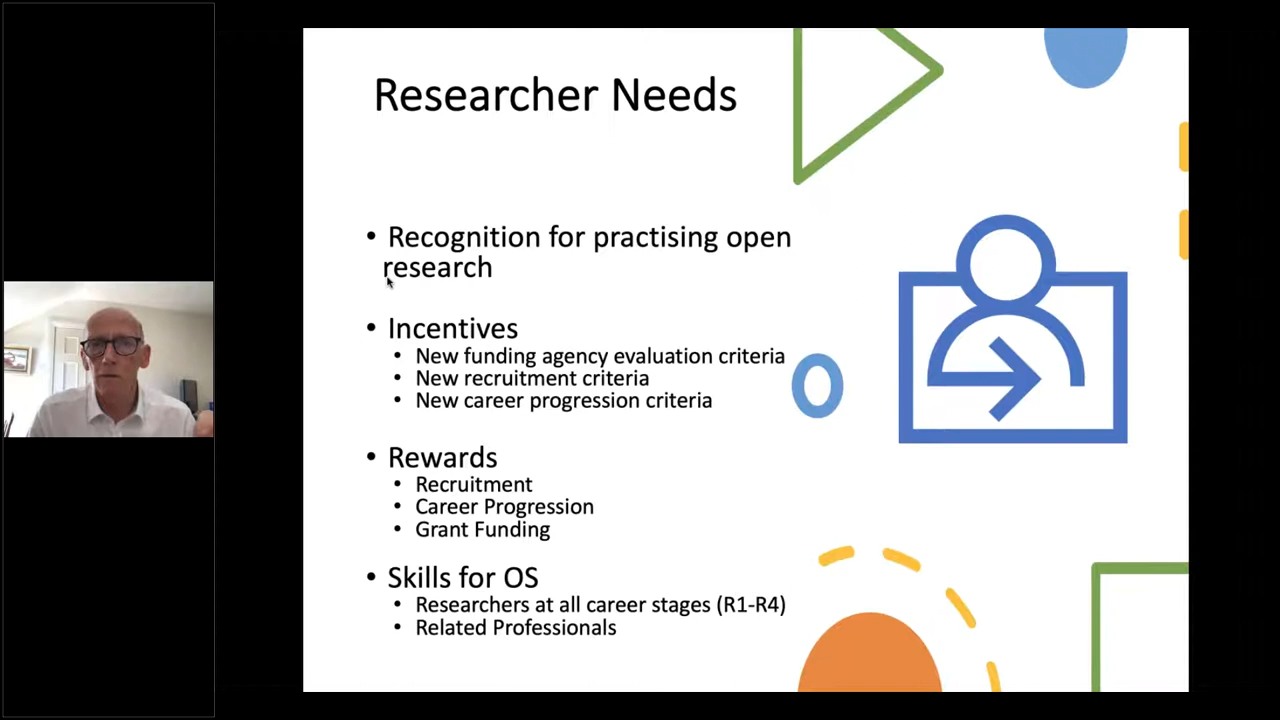 Researcher Needs
• Recognition for practising open
research
• Incentives
• New funding agency evaluation criteria
• New recruitment criteria
• New career progression criteria
• Rewards
• Recruitment
• Career Progression
• Grant Funding
• Skills for OS
• Researchers at all career stages (R1-R4)
• Related Professionals